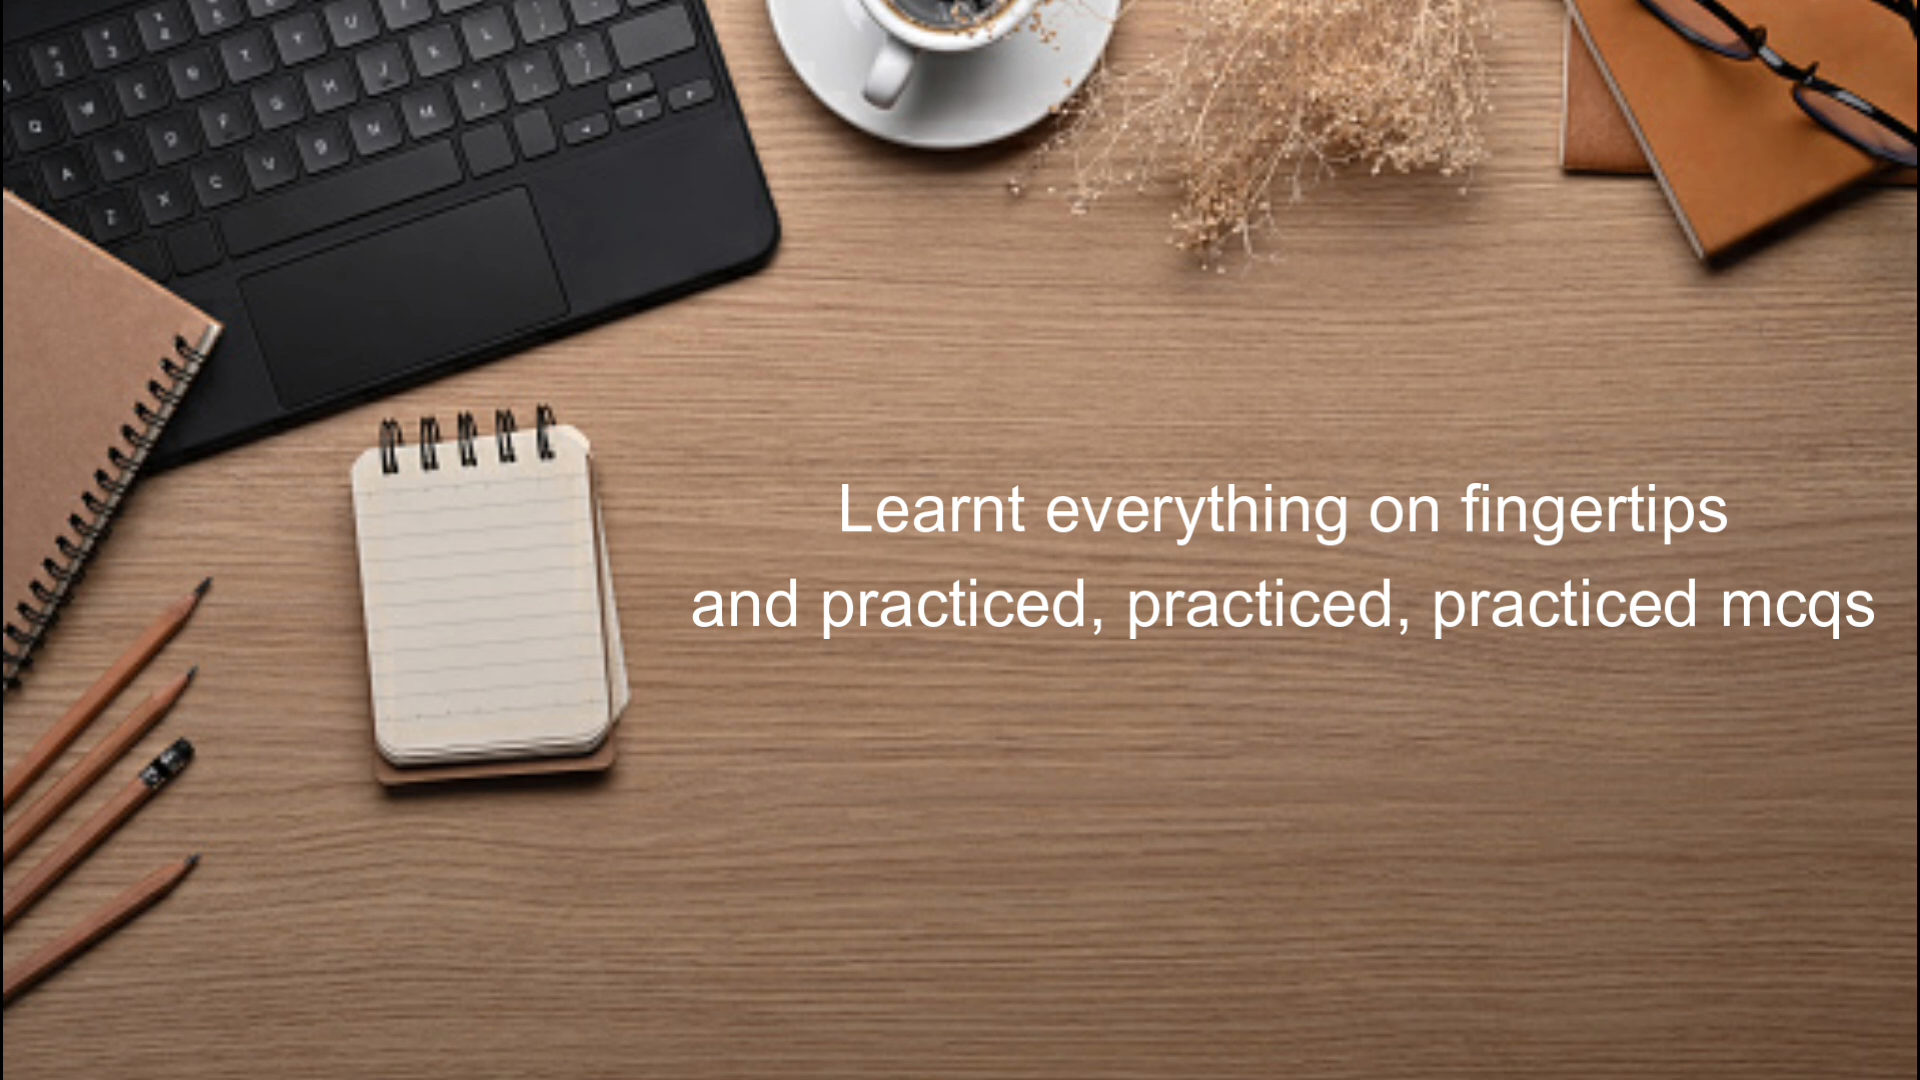 Learnt everything on fingertips
and practiced, practiced, practiced mcqs